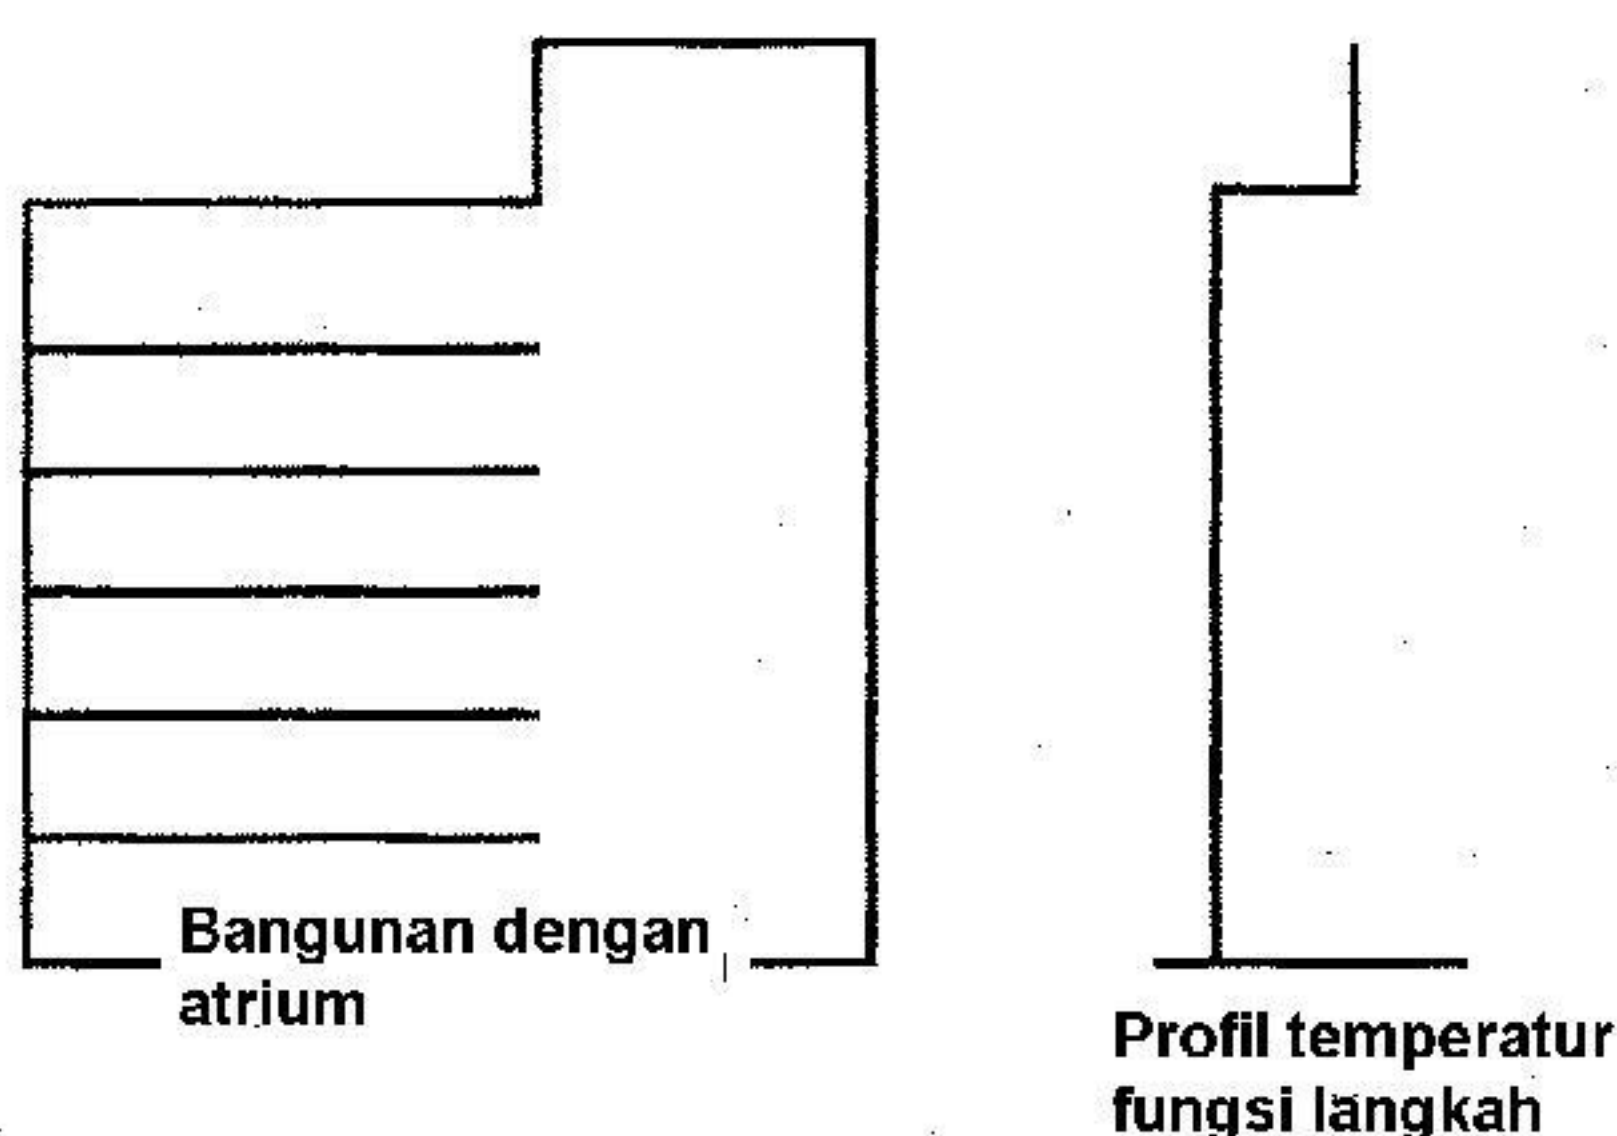 Bangunan dengan
atrium
Profil temperatur
fungsi langkah